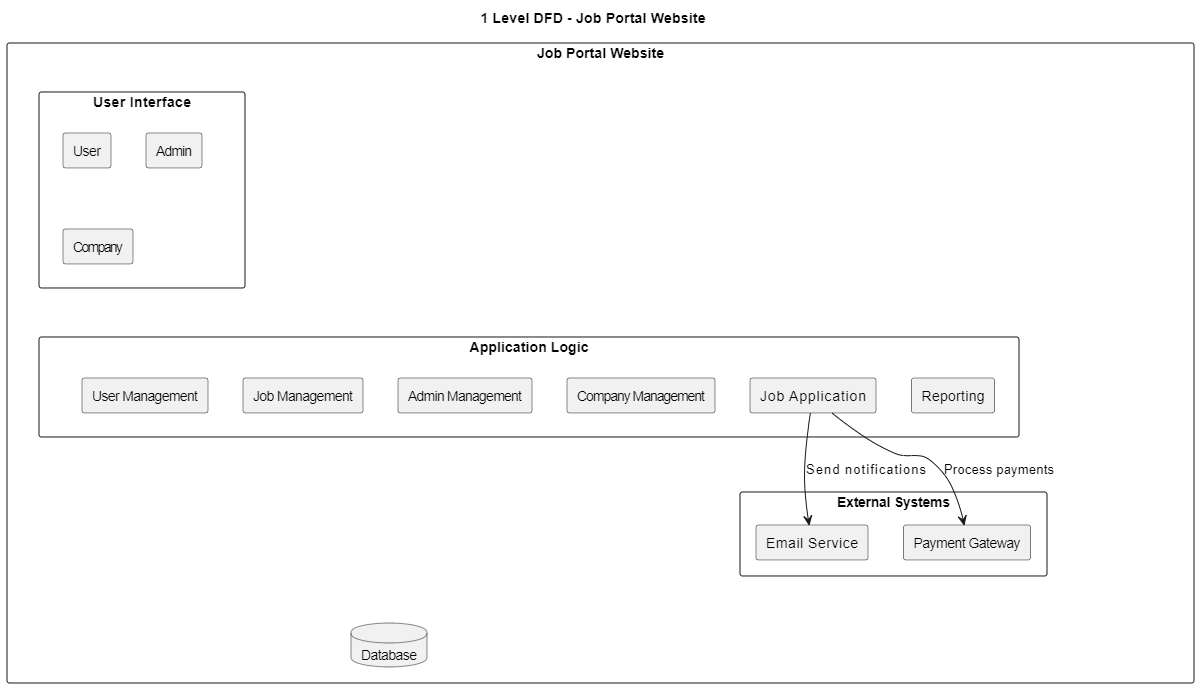 1 Level DFD - Job Portal Website
Job Portal Website
User Interface
User
Admin
Company
Application Logic
User Management
Job Management
Admin Management
Company Management
Job Application
Reporting
Send notifications
Process payments
External Systems
Email Service
Payment Gateway
Database